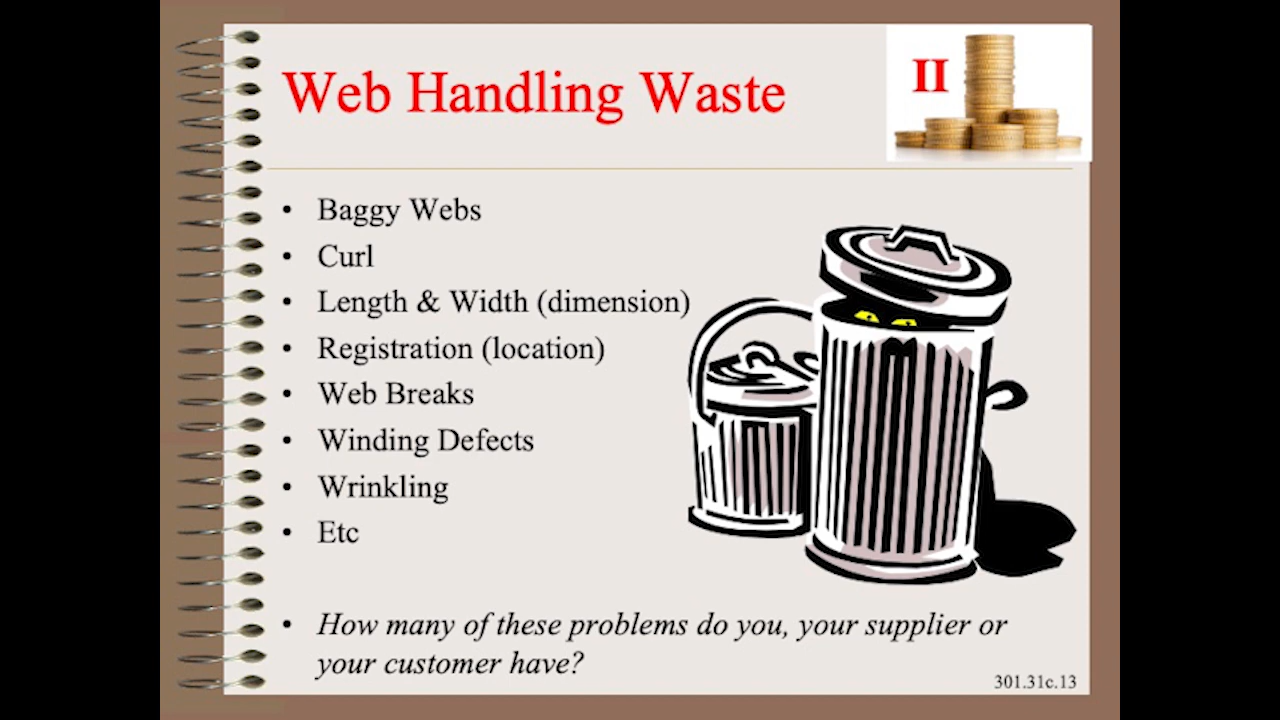 Web Handling Waste
II
• Baggy Webs
• Curl
• Length & Width (dimension)
• Registration (location)
• Web Breaks
• Winding Defects
• Wrinkling
• Etc
• How many of these problems do you, your supplier or
your customer have?
301.31c.13